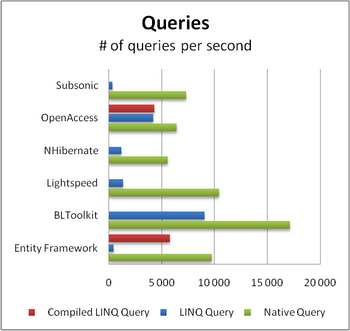 Queries
# of queries per second
Subsonic
OpenAccess
NHibernate
Lightspeed
BLToolkit
Entity Framework
0 5 000 10 000 15 000 20 000
Compiled LINQ Query LINQ Query Native Query